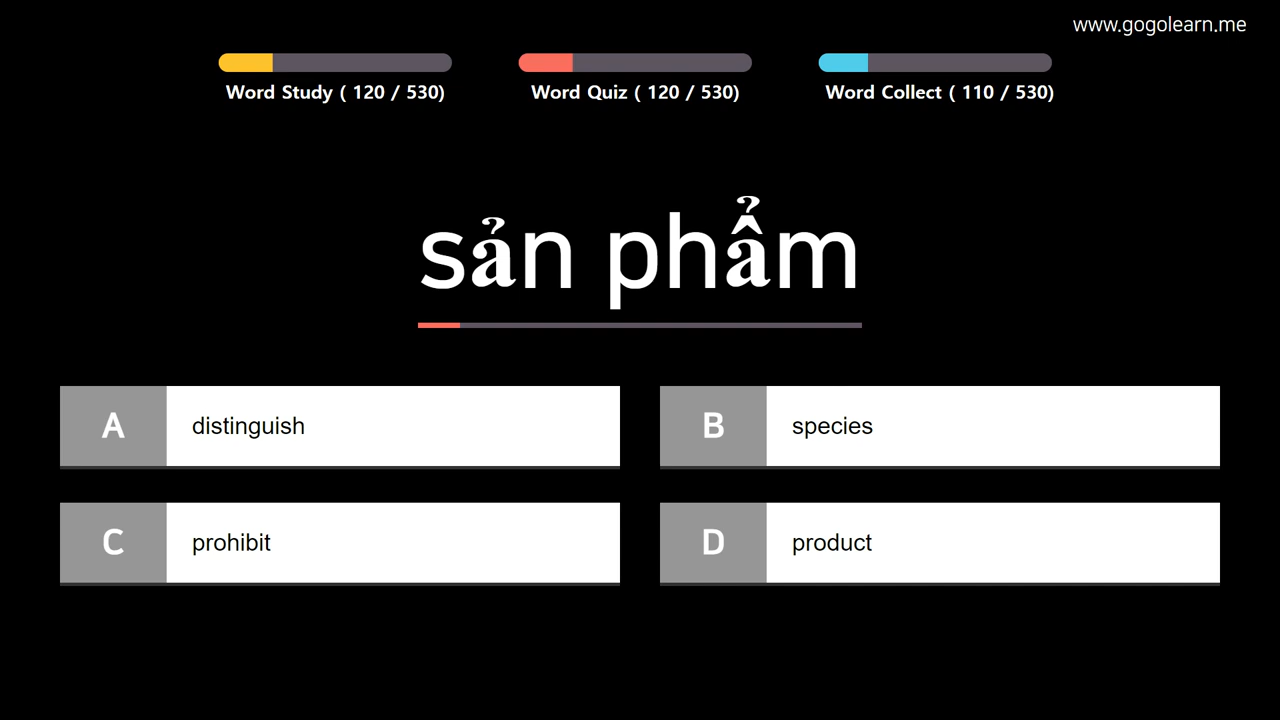 www.gogolearn.me
Word Study ( 120 / 530)
Word Quiz ( 120 / 530)
Word Collect ( 110 / 530)
sản phẩm
A distinguish
B species
C prohibit
D product